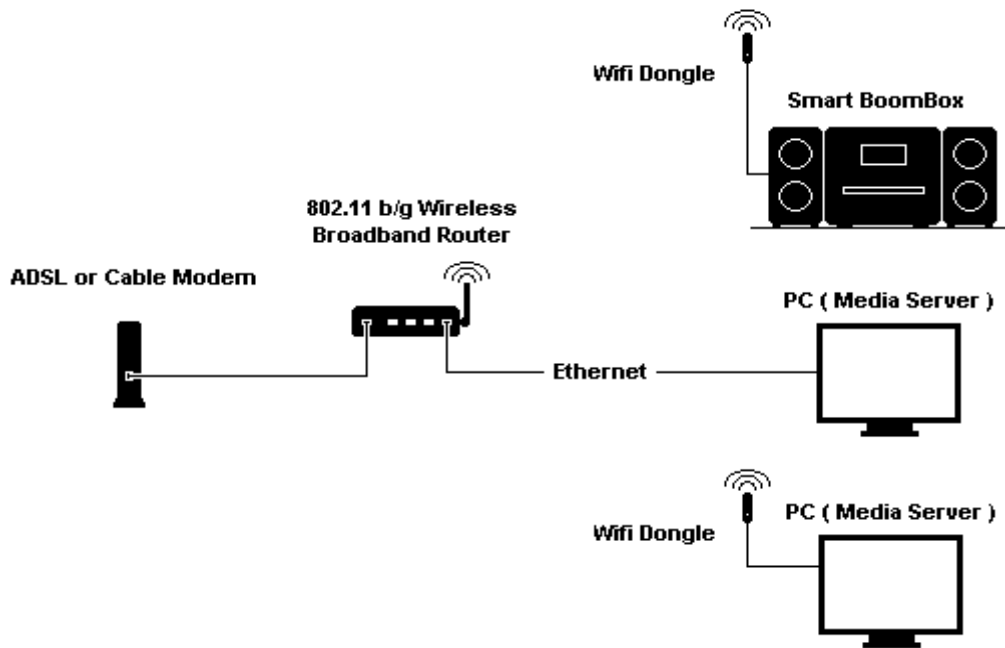 Wifi Dongle
Smart BoomBox
802.11 b/g Wireless
Broadband Router
ADSL or Cable Modem
PC ( Media Server )
Ethernet
PC ( Media Server )
Wifi Dongle